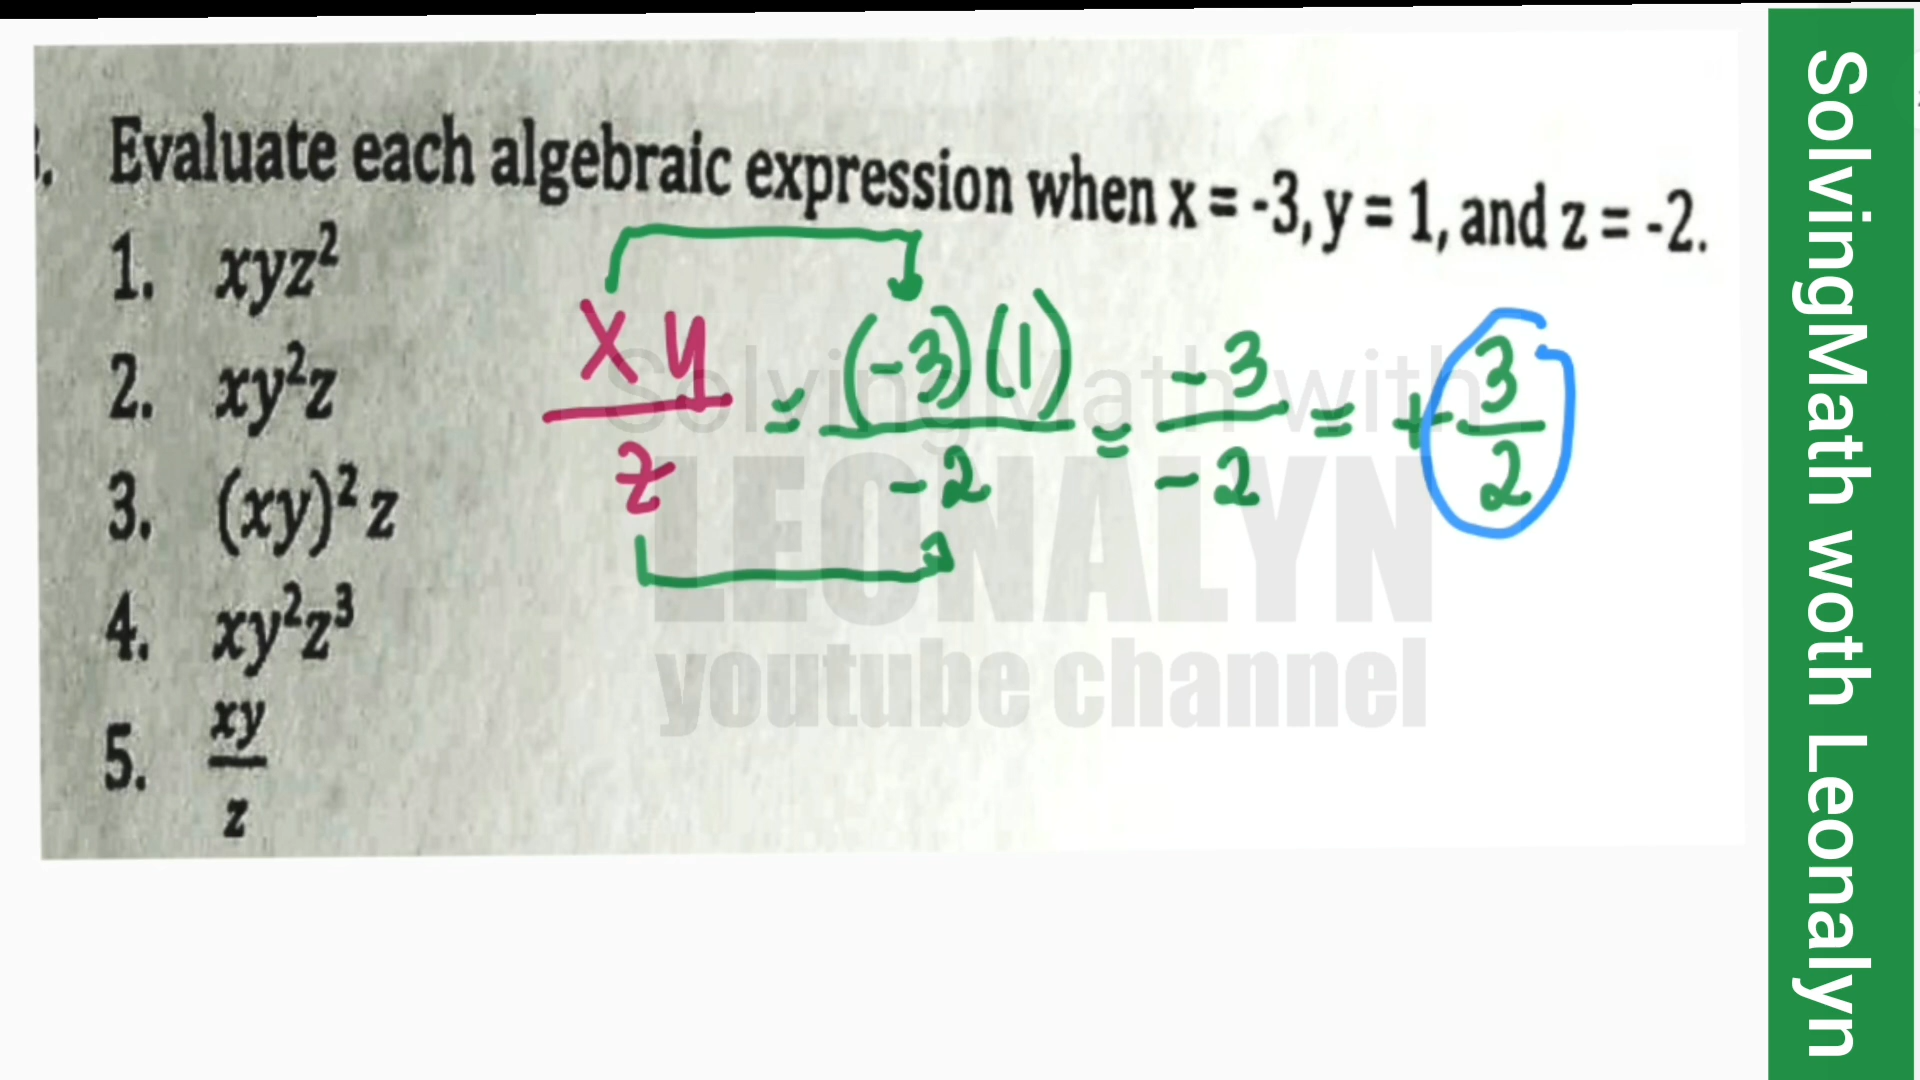 Evaluate each algebraic expression when x = -3, y = 1, and z = -2.
1. xyz²
2. xy²z
3. (xy)² z
4. xy²z³
5. xy/z
xy/z = (-3)(1)/-2 = -3/-2 = + 3/2
SolvingMath with
LEONALYN
youtube channel
SolvingMath woth Leonalyn